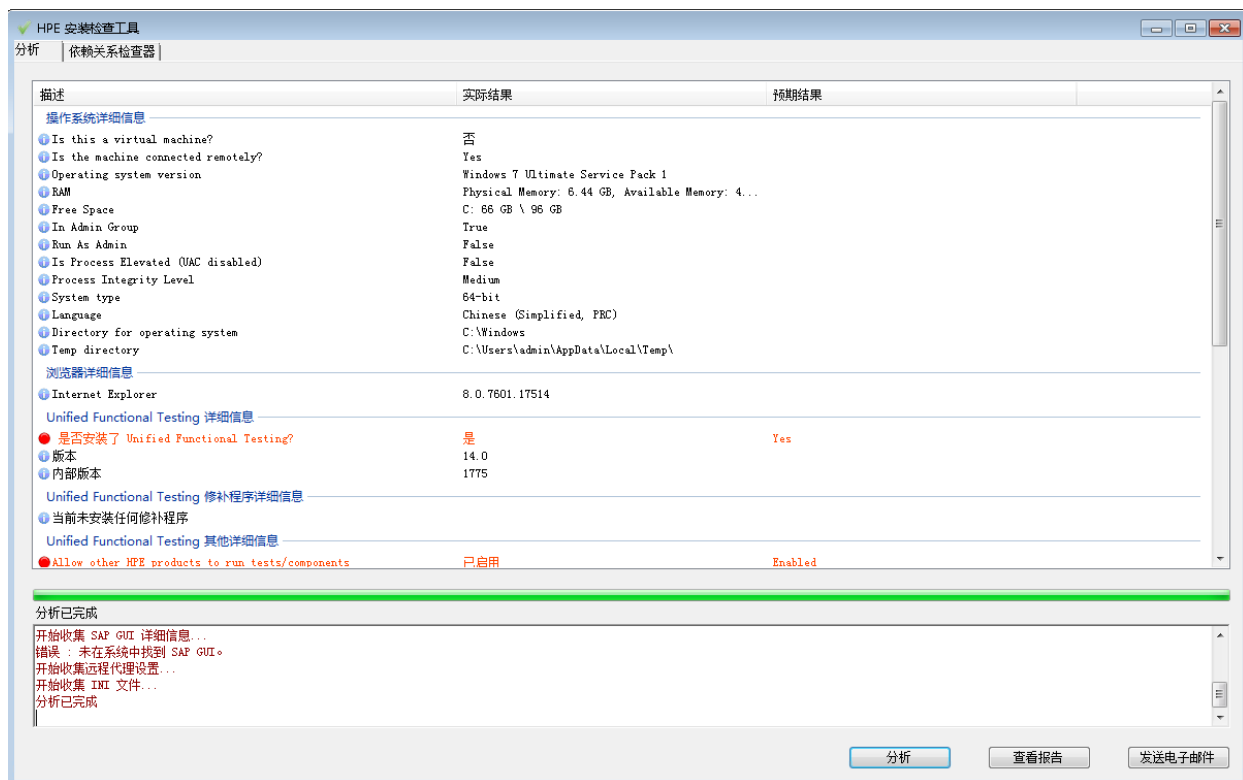 HPE 安装检查工具
分析 依赖关系检查器
描述 实际结果 预期结果
操作系统详细信息
Is this a virtual machine? 否
Is the machine connected remotely? Yes
Operating system version Windows 7 Ultimate Service Pack 1
RAM Physical Memory: 6.44 GB, Available Memory: 4...
Free Space C: 66 GB \ 96 GB
In Admin Group True
Run As Admin False
Is Process Elevated (UAC disabled) False
Process Integrity Level Medium
System type 64-bit
Language Chinese (Simplified, PRC)
Directory for operating system C:\Windows
Temp directory C:\Users\admin\AppData\Local\Temp\
浏览器详细信息
Internet Explorer 8.0.7601.17514
Unified Functional Testing 详细信息
是否安装了 Unified Functional Testing? 是 Yes
版本 14.0
内部版本 1775
Unified Functional Testing 修补程序详细信息
当前未安装任何修补程序
Unified Functional Testing 其他详细信息
Allow other HPE products to run tests/components 已启用 Enabled
分析已完成
开始收集 SAP GUI 详细信息...
错误 : 未在系统中找到 SAP GUI。
开始收集远程代理设置...
开始收集 INI 文件...
分析已完成
分析 查看报告 发送电子邮件